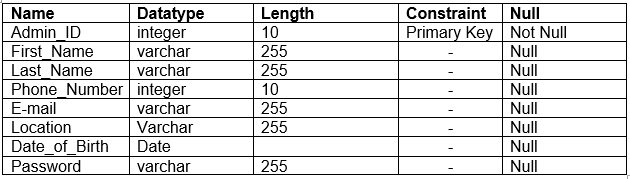 Name Datatype Length Constraint Null
Admin_ID integer 10 Primary Key Not Null
First_Name varchar 255 - Null
Last_Name varchar 255 - Null
Phone_Number integer 10 - Null
E-mail varchar 255 - Null
Location Varchar 255 - Null
Date_of_Birth Date - Null
Password varchar 255 - Null